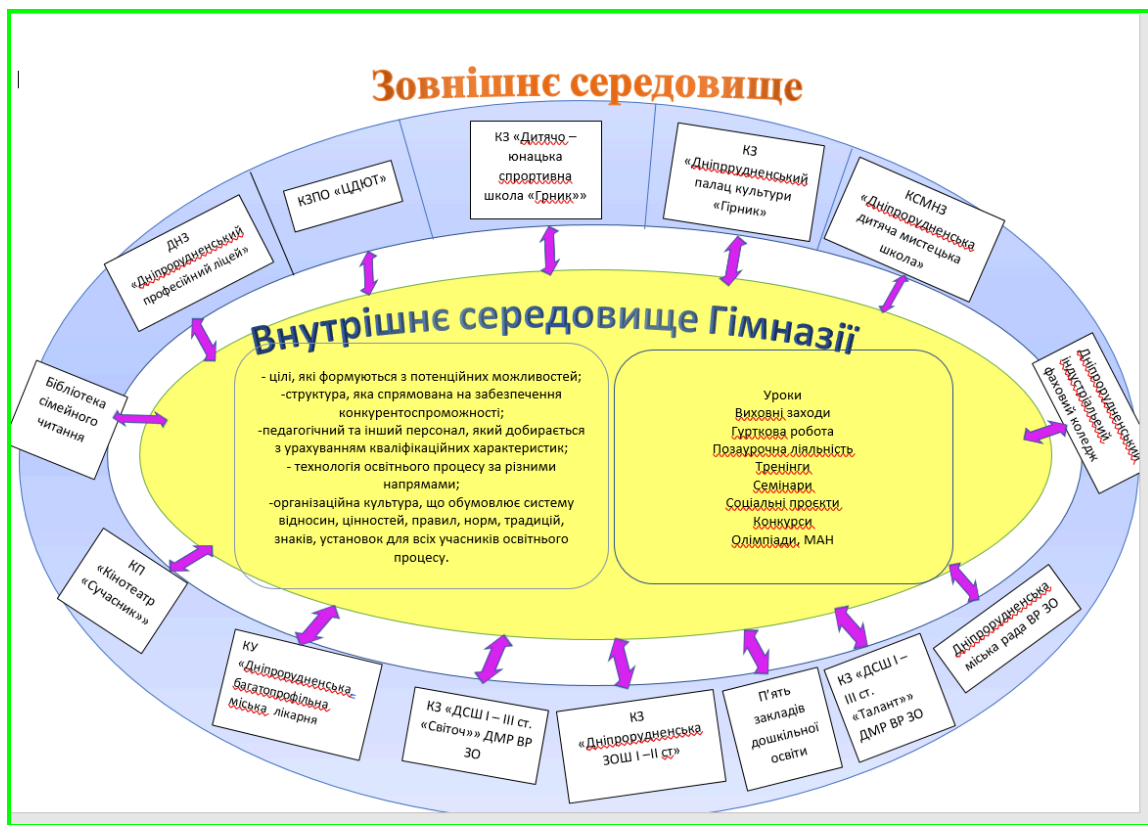 Зовнішнє середовище
КЗ «Дитячо –
юнацька
спрортивна
школа «Грник»»
КЗ
«Дніпррудненський
палац культури
«Гірник»
КЗПО «ЦДЮТ»
КСМНЗ
«Дніпрорудненська
дитяча мистецька
школа»
ДНЗ
«Дніпрорудненський
професійний ліцей»
Дніпрорудненський
індустріальеий
фаховий коледж
Бібліотека
сімейного
читання
Внутрішнє середовище Гімназії
- цілі, які формуються з потенційних можливостей;
-структура, яка спрямована на забезпечення
конкурентоспроможності;
-педагогічний та інший персонал, який добирається
з урахуванням кваліфікаційних характеристик;
- технологія освітнього процесу за різними
напрямами;
-організаційна культура, що обумовлює систему
відносин, цінностей, правил, норм, традицій,
знаків, установок для всіх учасників освітнього
процесу.
Уроки
Виховні заходи
Гурткова робота
Позаурочна ліяльність
Тренінги
Семінари
Соціальні проєкти
Конкурси
Олімпіади, МАН
КП
«Кінотеатр
«Сучасник»»
КУ
«Дніпрорудненська
багатопрофільна
міська лікарня
КЗ «ДСШ І – ІІІ ст.
«Світоч»» ДМР ВР
ЗО
КЗ
«Дніпрорудненська
ЗОШ І –ІІ ст»
П’ять
закладів
дошкільної
освіти
КЗ «ДСШ І –
ІІІ ст.
«Талант»»
ДМР ВР ЗО
Дніпрорудненська
міська рада ВР ЗО